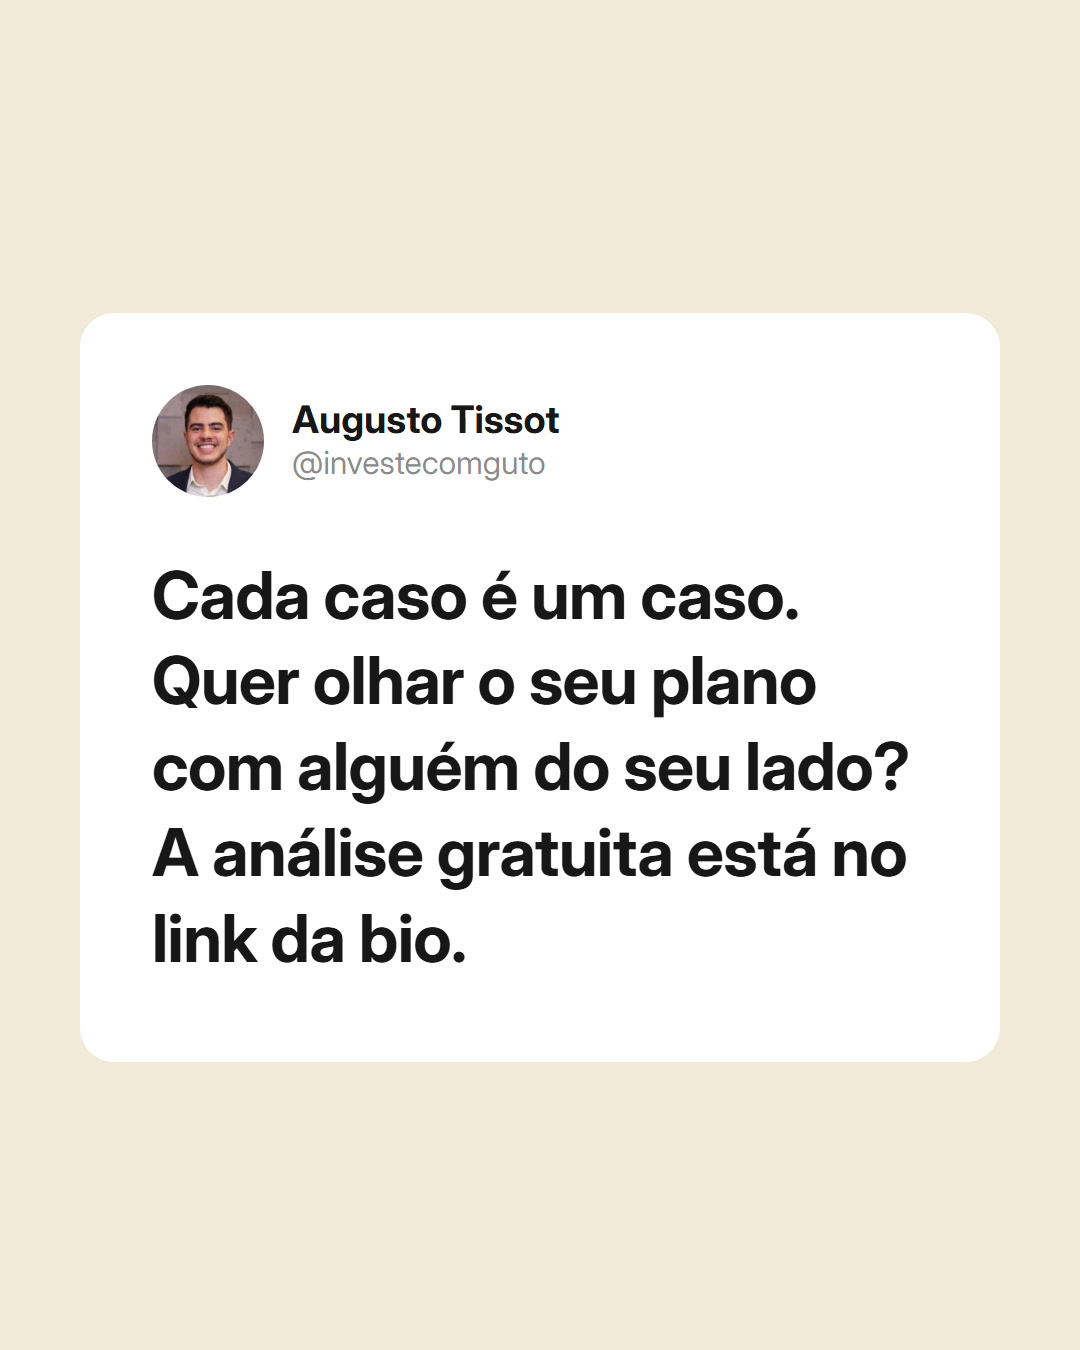 Augusto Tissot
@investecomguto
Cada caso é um caso.
Quer olhar o seu plano
com alguém do seu lado?
A análise gratuita está no
link da bio.